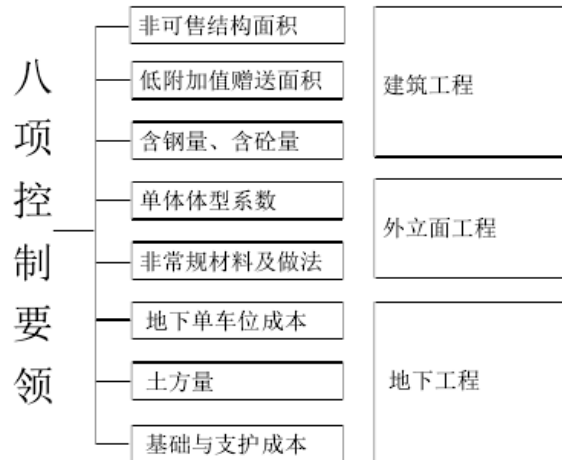 八项控制要领
非可售结构面积
低附加值赠送面积
含钢量、含砼量
单体体型系数
非常规材料及做法
地下单车位成本
土方量
基础与支护成本
建筑工程
外立面工程
地下工程